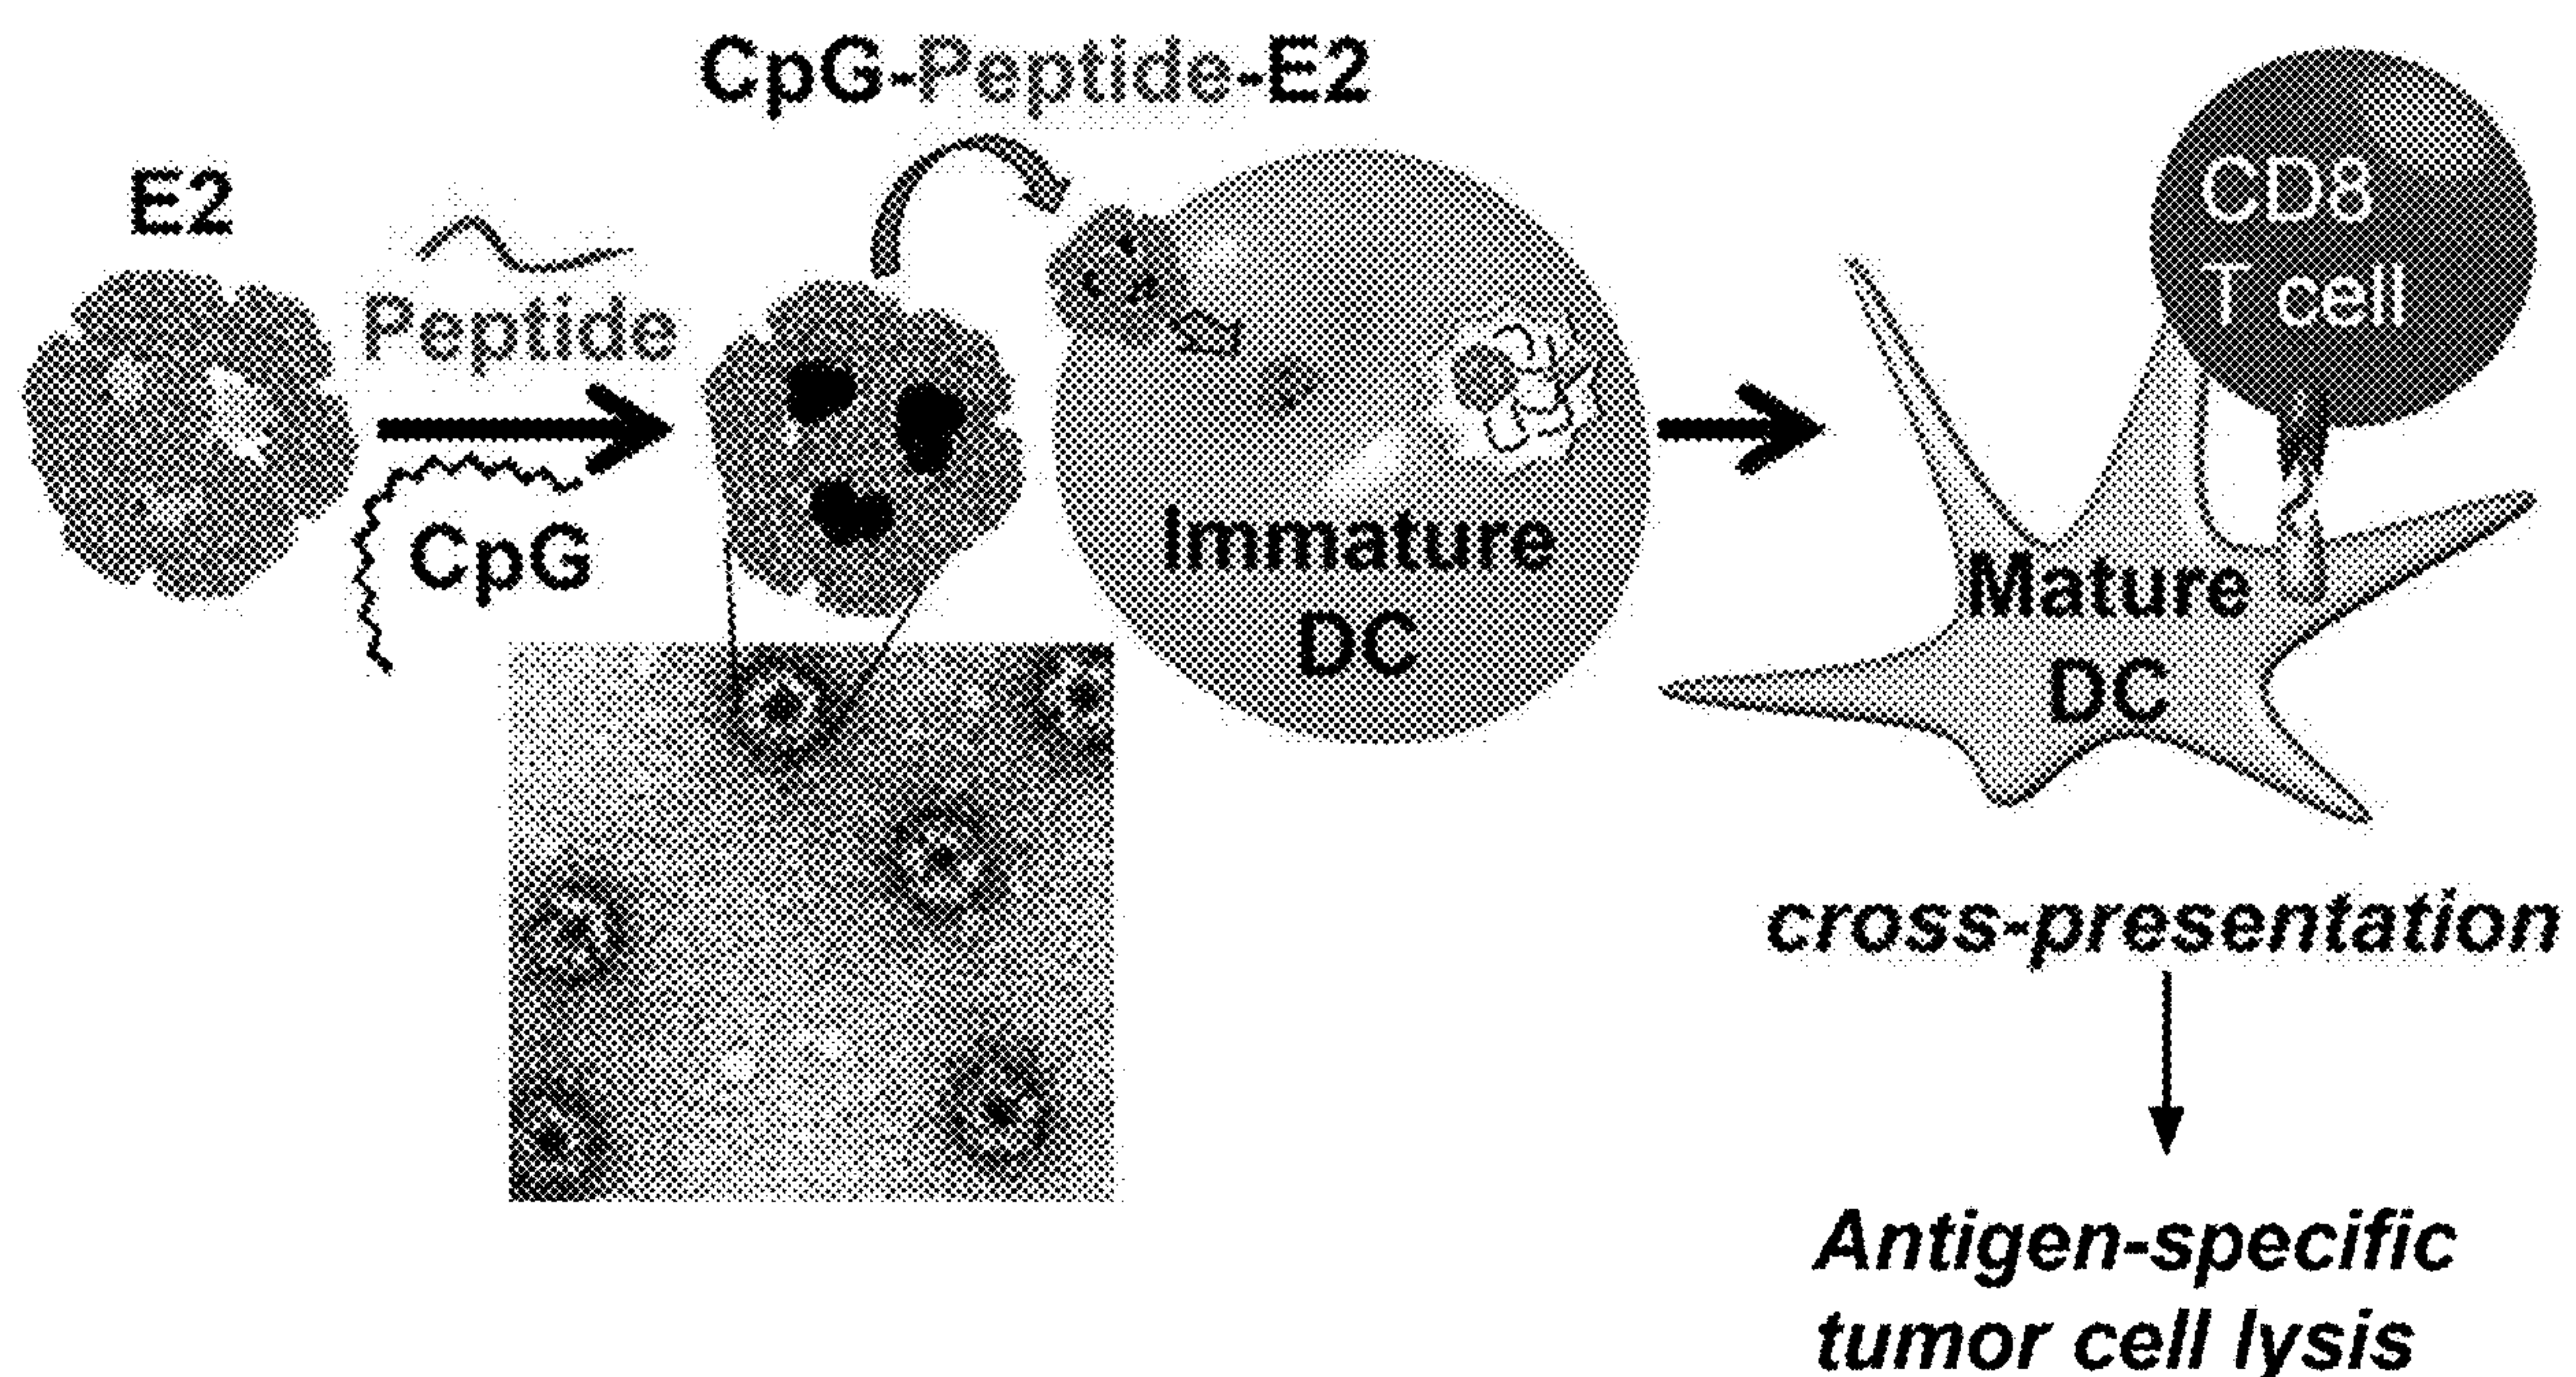 CpG-Peptide-E2
E2
Peptide
CpG
Immature
DC
CD8
T cell
Mature
DC
cross-presentation
Antigen-specific
tumor cell lysis